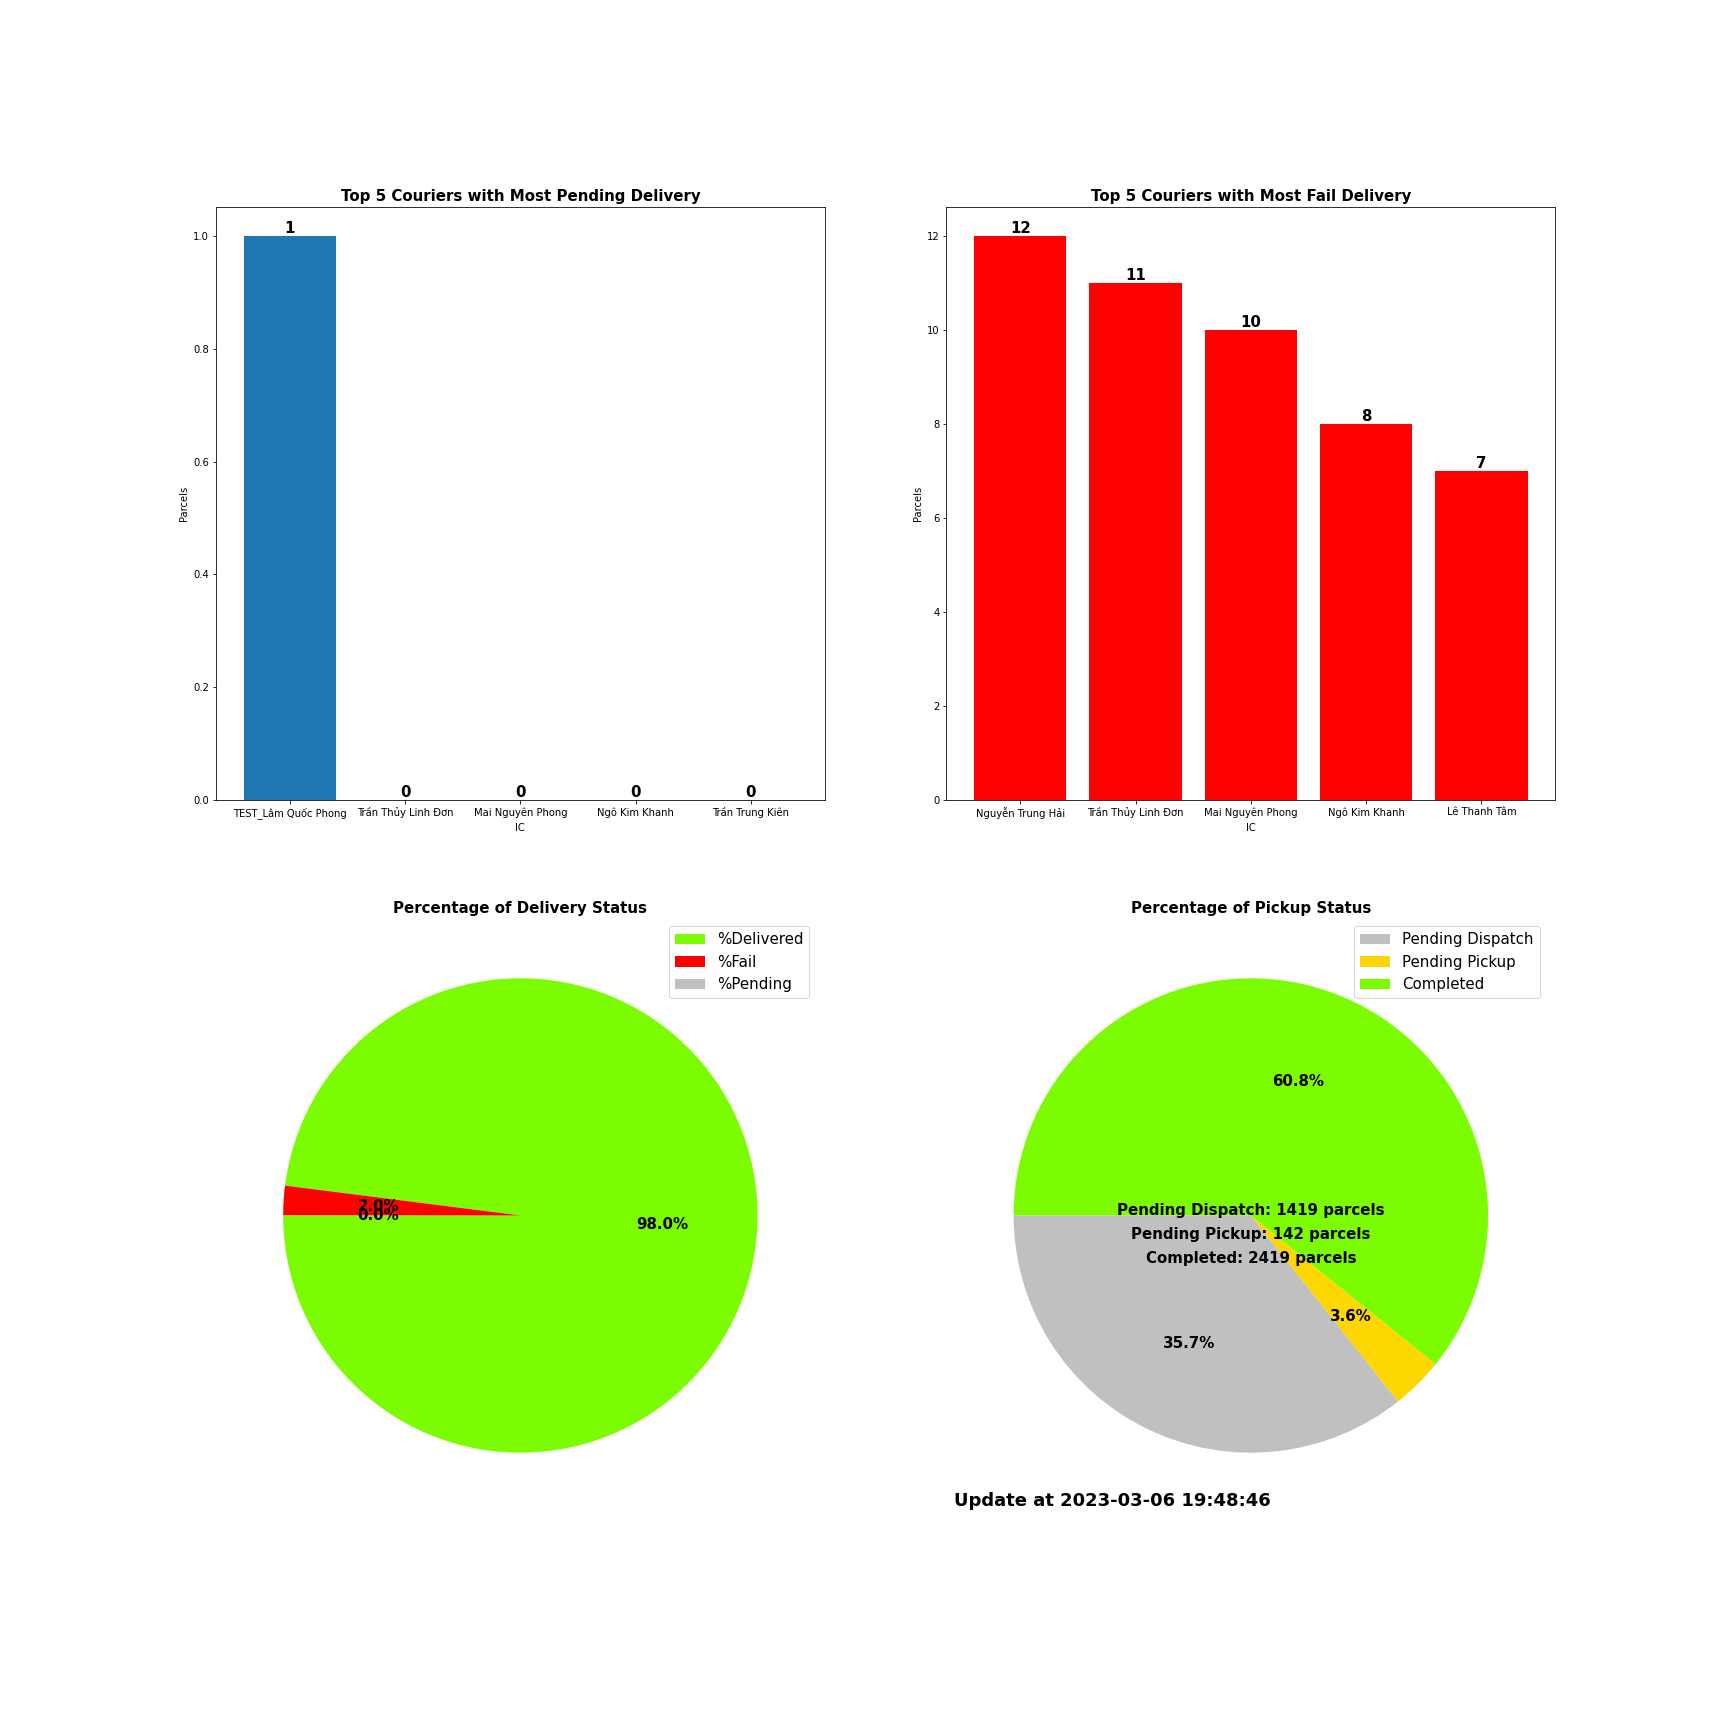 Top 5 Couriers with Most Pending Delivery
1
1.0
0.8
0.6
0.4
0.2
0.0
Parcels
0
0
0
0
TEST_Lâm Quốc Phong
Trần Thủy Linh Đơn
Mai Nguyên Phong
Ngô Kim Khanh
Trần Trung Kiên
IC
Top 5 Couriers with Most Fail Delivery
12
11
10
8
7
12
10
8
6
4
2
0
Parcels
Nguyễn Trung Hải
Trần Thủy Linh Đơn
Mai Nguyên Phong
Ngô Kim Khanh
Lê Thanh Tâm
IC
Percentage of Delivery Status
%Delivered
%Fail
%Pending
2.0%
0.0%
98.0%
Percentage of Pickup Status
Pending Dispatch
Pending Pickup
Completed
60.8%
Pending Dispatch: 1419 parcels
Pending Pickup: 142 parcels
Completed: 2419 parcels
3.6%
35.7%
Update at 2023-03-06 19:48:46